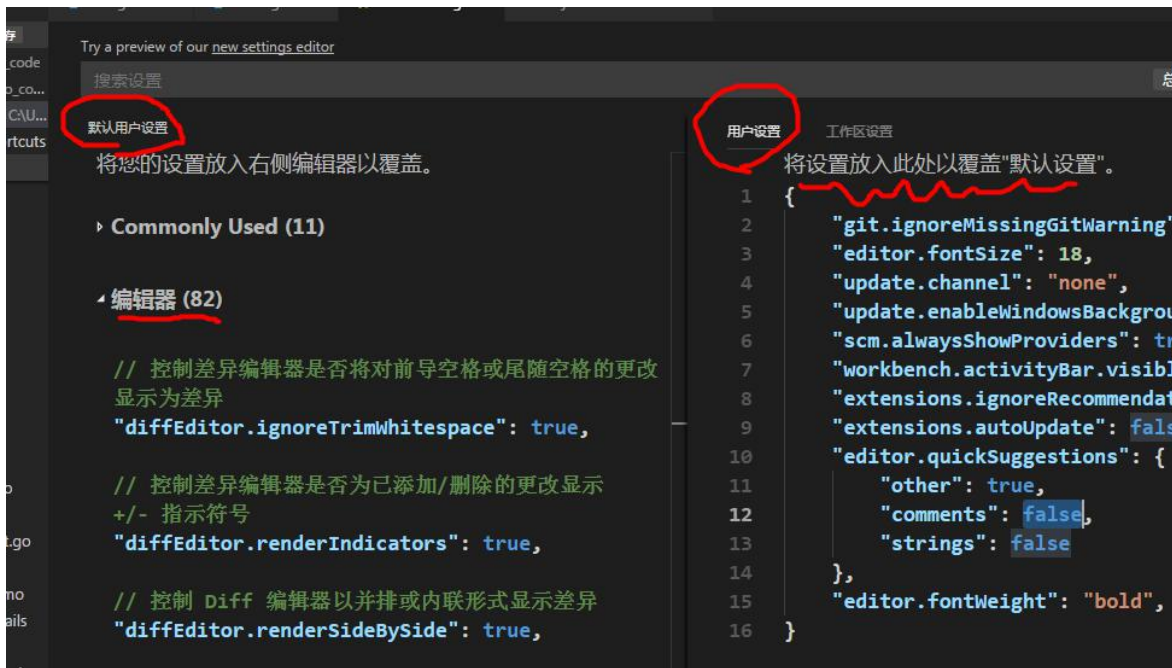 _code
o_co...
C:\U...
rtcuts
t.go
mo
ails
Try a preview of our new settings editor
搜索设置
默认用户设置
将您的设置放入右侧编辑器以覆盖。
Commonly Used (11)
编辑器 (82)
// 控制差异编辑器是否将对前导空格或尾随空格的更改
显示为差异
"diffEditor.ignoreTrimWhitespace": true,
// 控制差异编辑器是否为已添加/删除的更改显示
+/- 指示符号
"diffEditor.renderIndicators": true,
// 控制 Diff 编辑器以并排或内联形式显示差异
"diffEditor.renderSideBySide": true,
用户设置 工作区设置
将设置放入此处以覆盖"默认设置"。
1 {
2 "git.ignoreMissingGitWarning"
3 "editor.fontSize": 18,
4 "update.channel": "none",
5 "update.enableWindowsBackgrou
6 "scm.alwaysShowProviders": tr
7 "workbench.activityBar.visibl
8 "extensions.ignoreRecommendat
9 "extensions.autoUpdate": fals
10 "editor.quickSuggestions": {
11 "other": true,
12 "comments": false,
13 "strings": false
14 },
15 "editor.fontWeight": "bold",
16 }